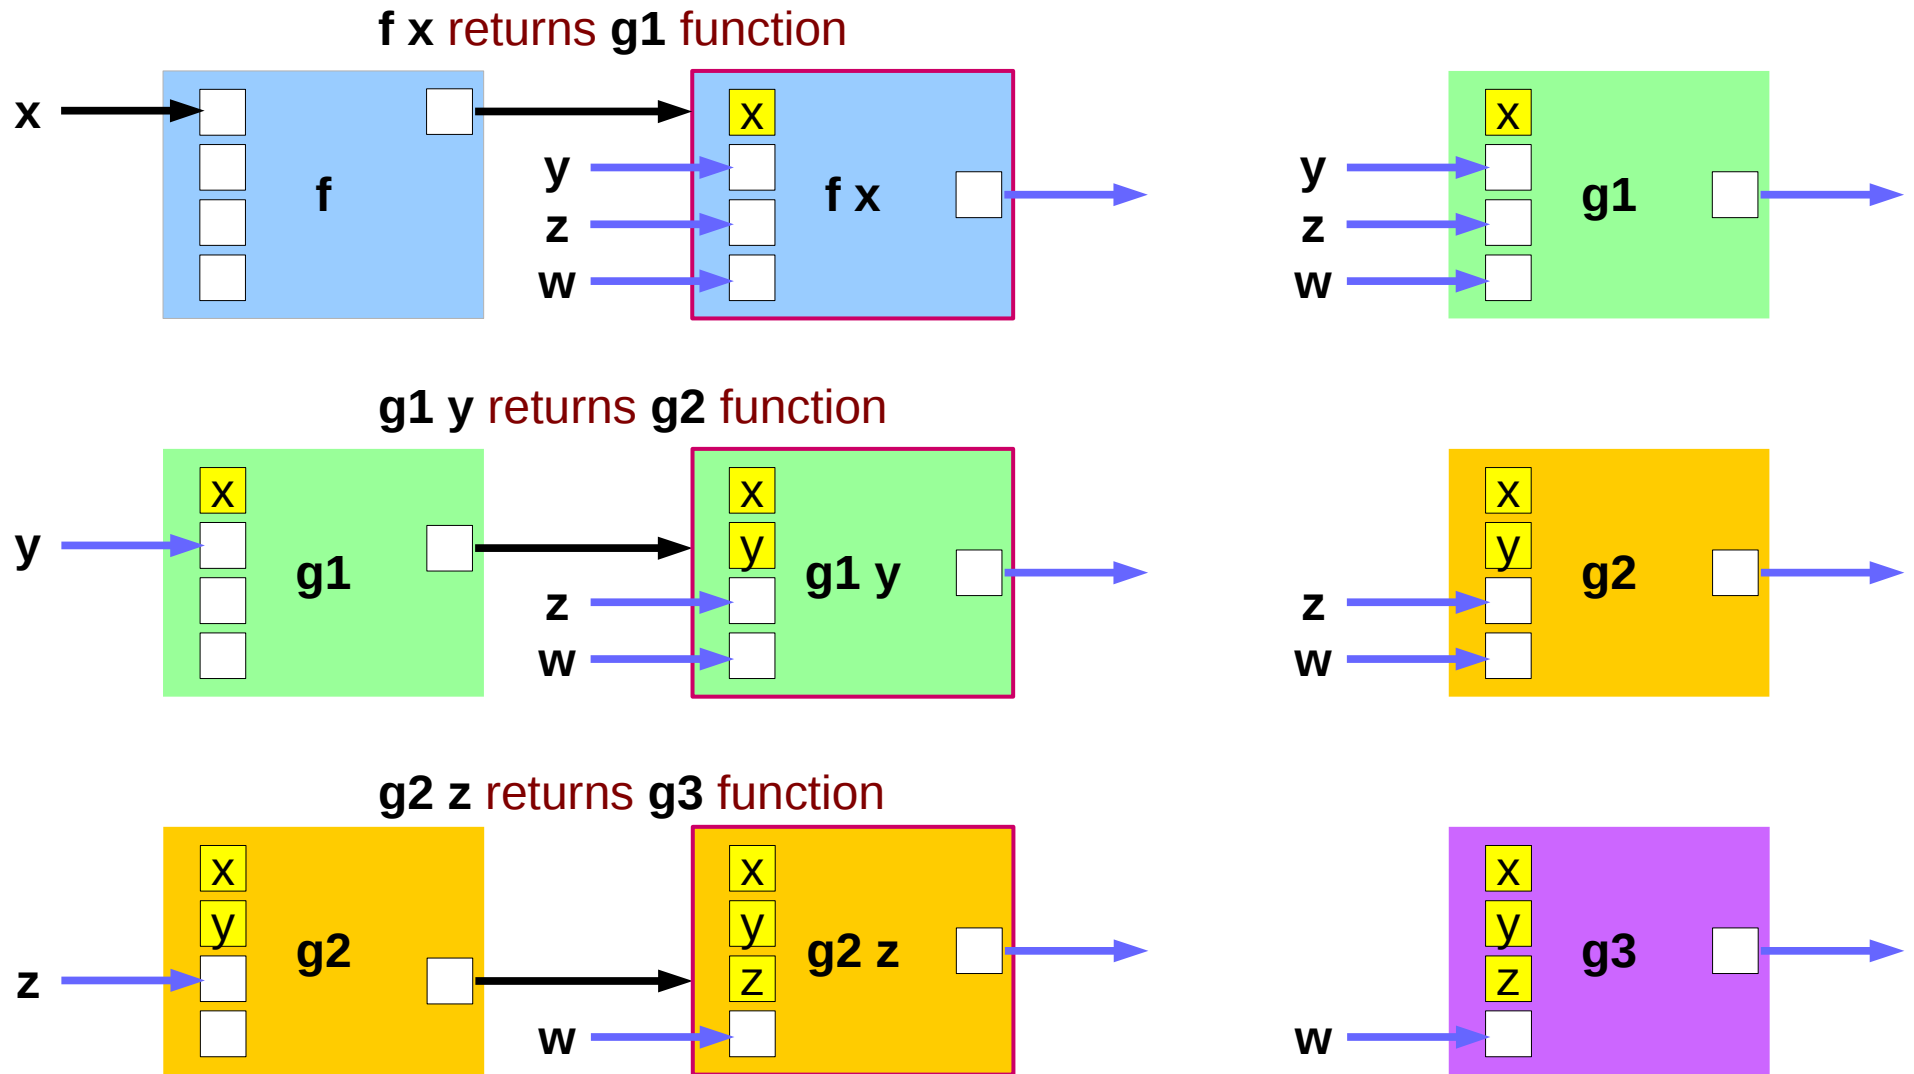 f x returns g1 function
x
f
x
y
z
w
f x
x
y
z
w
g1
g1 y returns g2 function
y
x
g1
x
y
z
w
g1 y
x
y
z
w
g2
g2 z returns g3 function
z
x
y
g2
x
y
z
w
g2 z
x
y
z
w
g3